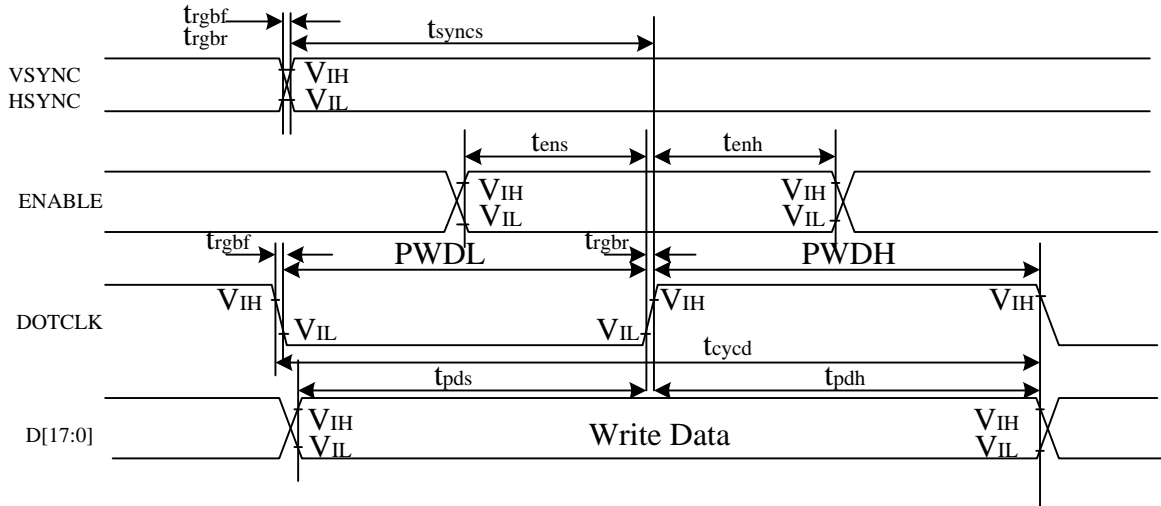 trgbf
trgbr
tsyncs
VSYNC
HSYNC
VIH
VIL
tens
tenh
ENABLE
VIH
VIL
VIH
VIL
trgbf
PWDL
trgbr
PWDH
DOTCLK
VIH
VIL
VIL
VIH
VIH
tcycd
tpds
tpdh
D[17:0]
VIH
VIL
Write Data
VIH
VIL